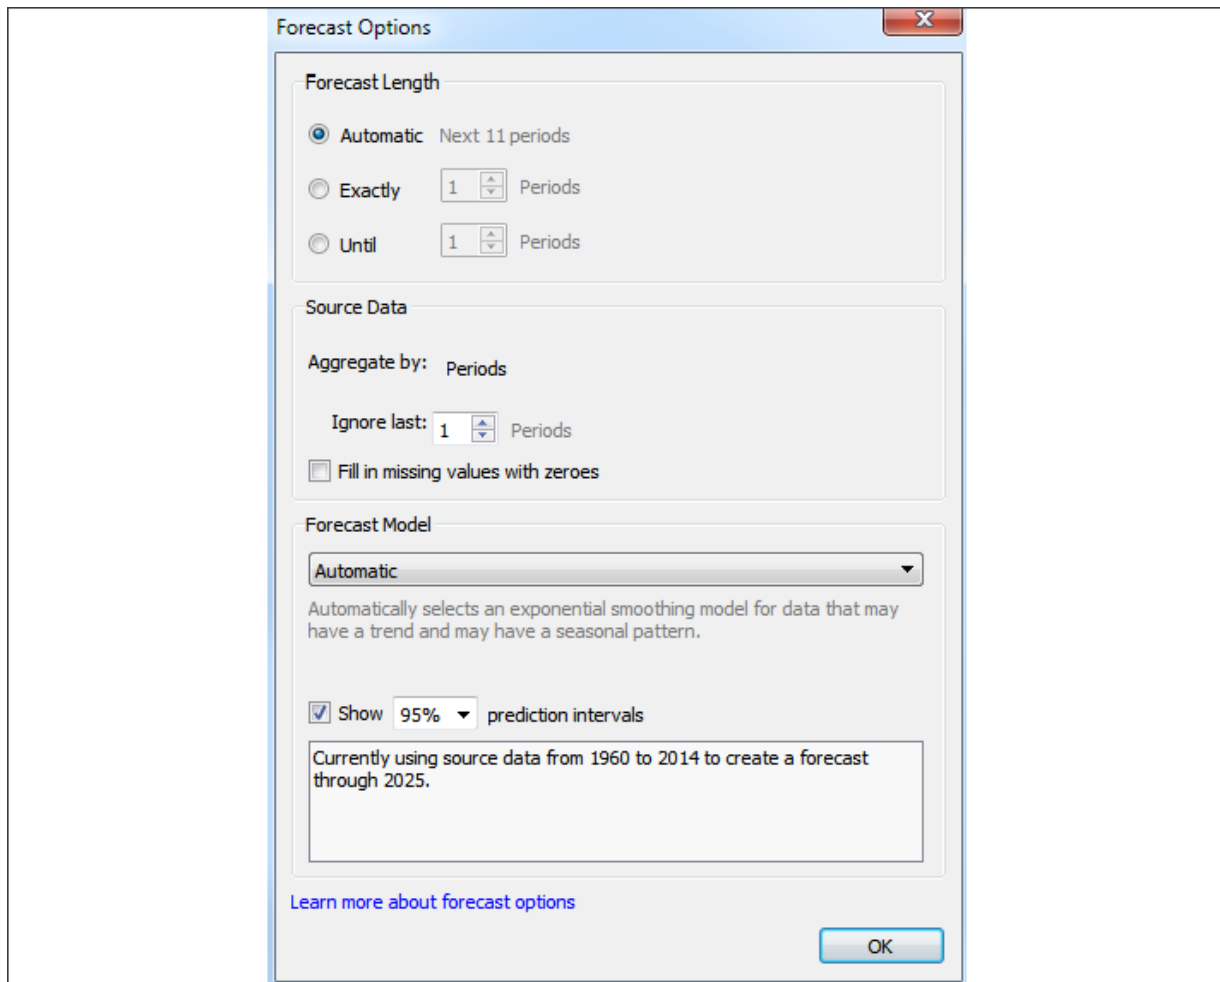 Forecast Options
Forecast Length
Automatic Next 11 periods
Exactly 1 Periods
Until 1 Periods
Source Data
Aggregate by: Periods
Ignore last: 1 Periods
Fill in missing values with zeroes
Forecast Model
Automatic
Automatically selects an exponential smoothing model for data that may
have a trend and may have a seasonal pattern.
Show 95% prediction intervals
Currently using source data from 1960 to 2014 to create a forecast
through 2025.
Learn more about forecast options
OK